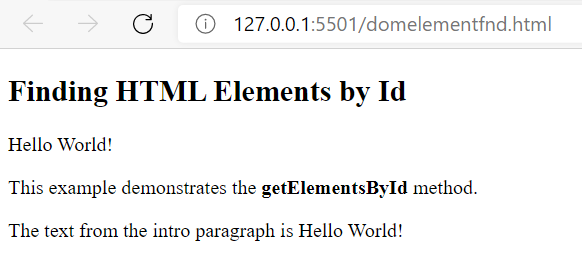 127.0.0.1:5501/domelementfnd.html
Finding HTML Elements by Id
Hello World!
This example demonstrates the getElementsById method.
The text from the intro paragraph is Hello World!